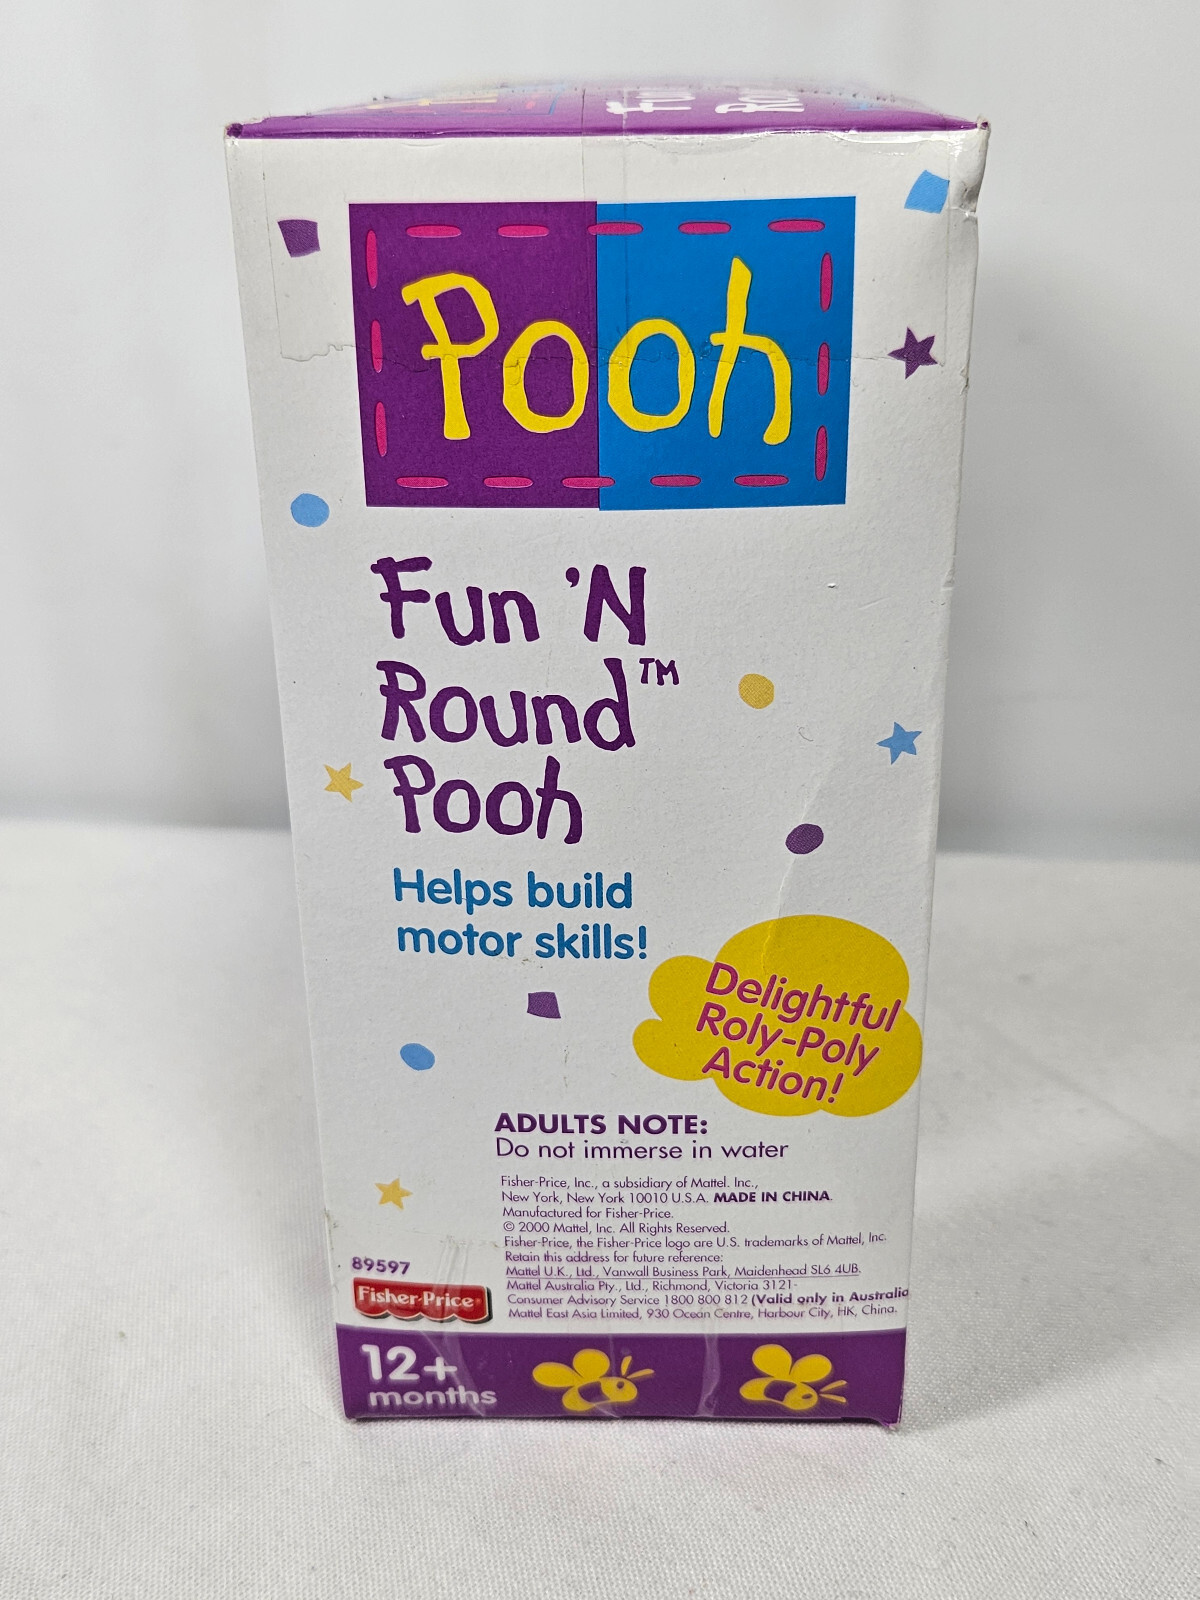 Fun
Rou
Pooh
Fun 'N
Round™
Pooh
Helps build
motor skills!
Delightful
Roly-Poly
Action!
ADULTS NOTE:
Do not immerse in water
Fisher-Price, Inc., a subsidiary of Mattel. Inc.,
New York, New York 10010 U.S.A. MADE IN CHINA.
Manufactured for Fisher-Price.
© 2000 Mattel, Inc. All Rights Reserved.
Fisher-Price, the Fisher-Price logo are U.S. trademarks of Mattel, Inc.
Retain this address for future reference:
Mattel U.K., Ltd., Vanwall Business Park, Maidenhead SL6 4UB.
Mattel Australia Pty., Ltd., Richmond, Victoria 3121-
Consumer Advisory Service 1800 800 812 (Valid only in Australia
Mattel East Asia Limited, 930 Ocean Centre, Harbour City, HK, China.
89597
Fisher-Price®
12+
months